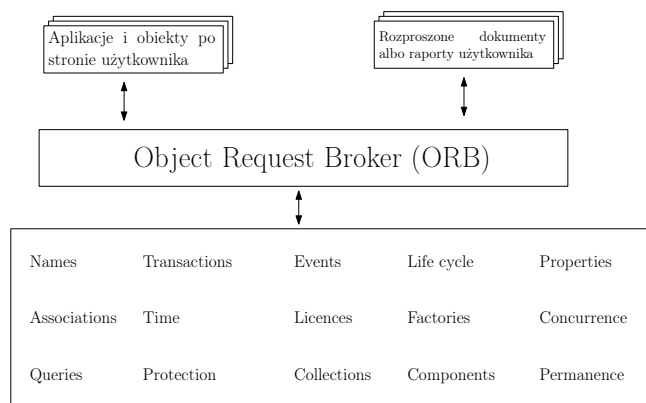 Aplikacje i obiekty po
stronie użytkownika
Rozproszone dokumenty
albo raporty użytkownika
Object Request Broker (ORB)
Names Transactions Events Life cycle Properties
Associations Time Licences Factories Concurrence
Queries Protection Collections Components Permanence